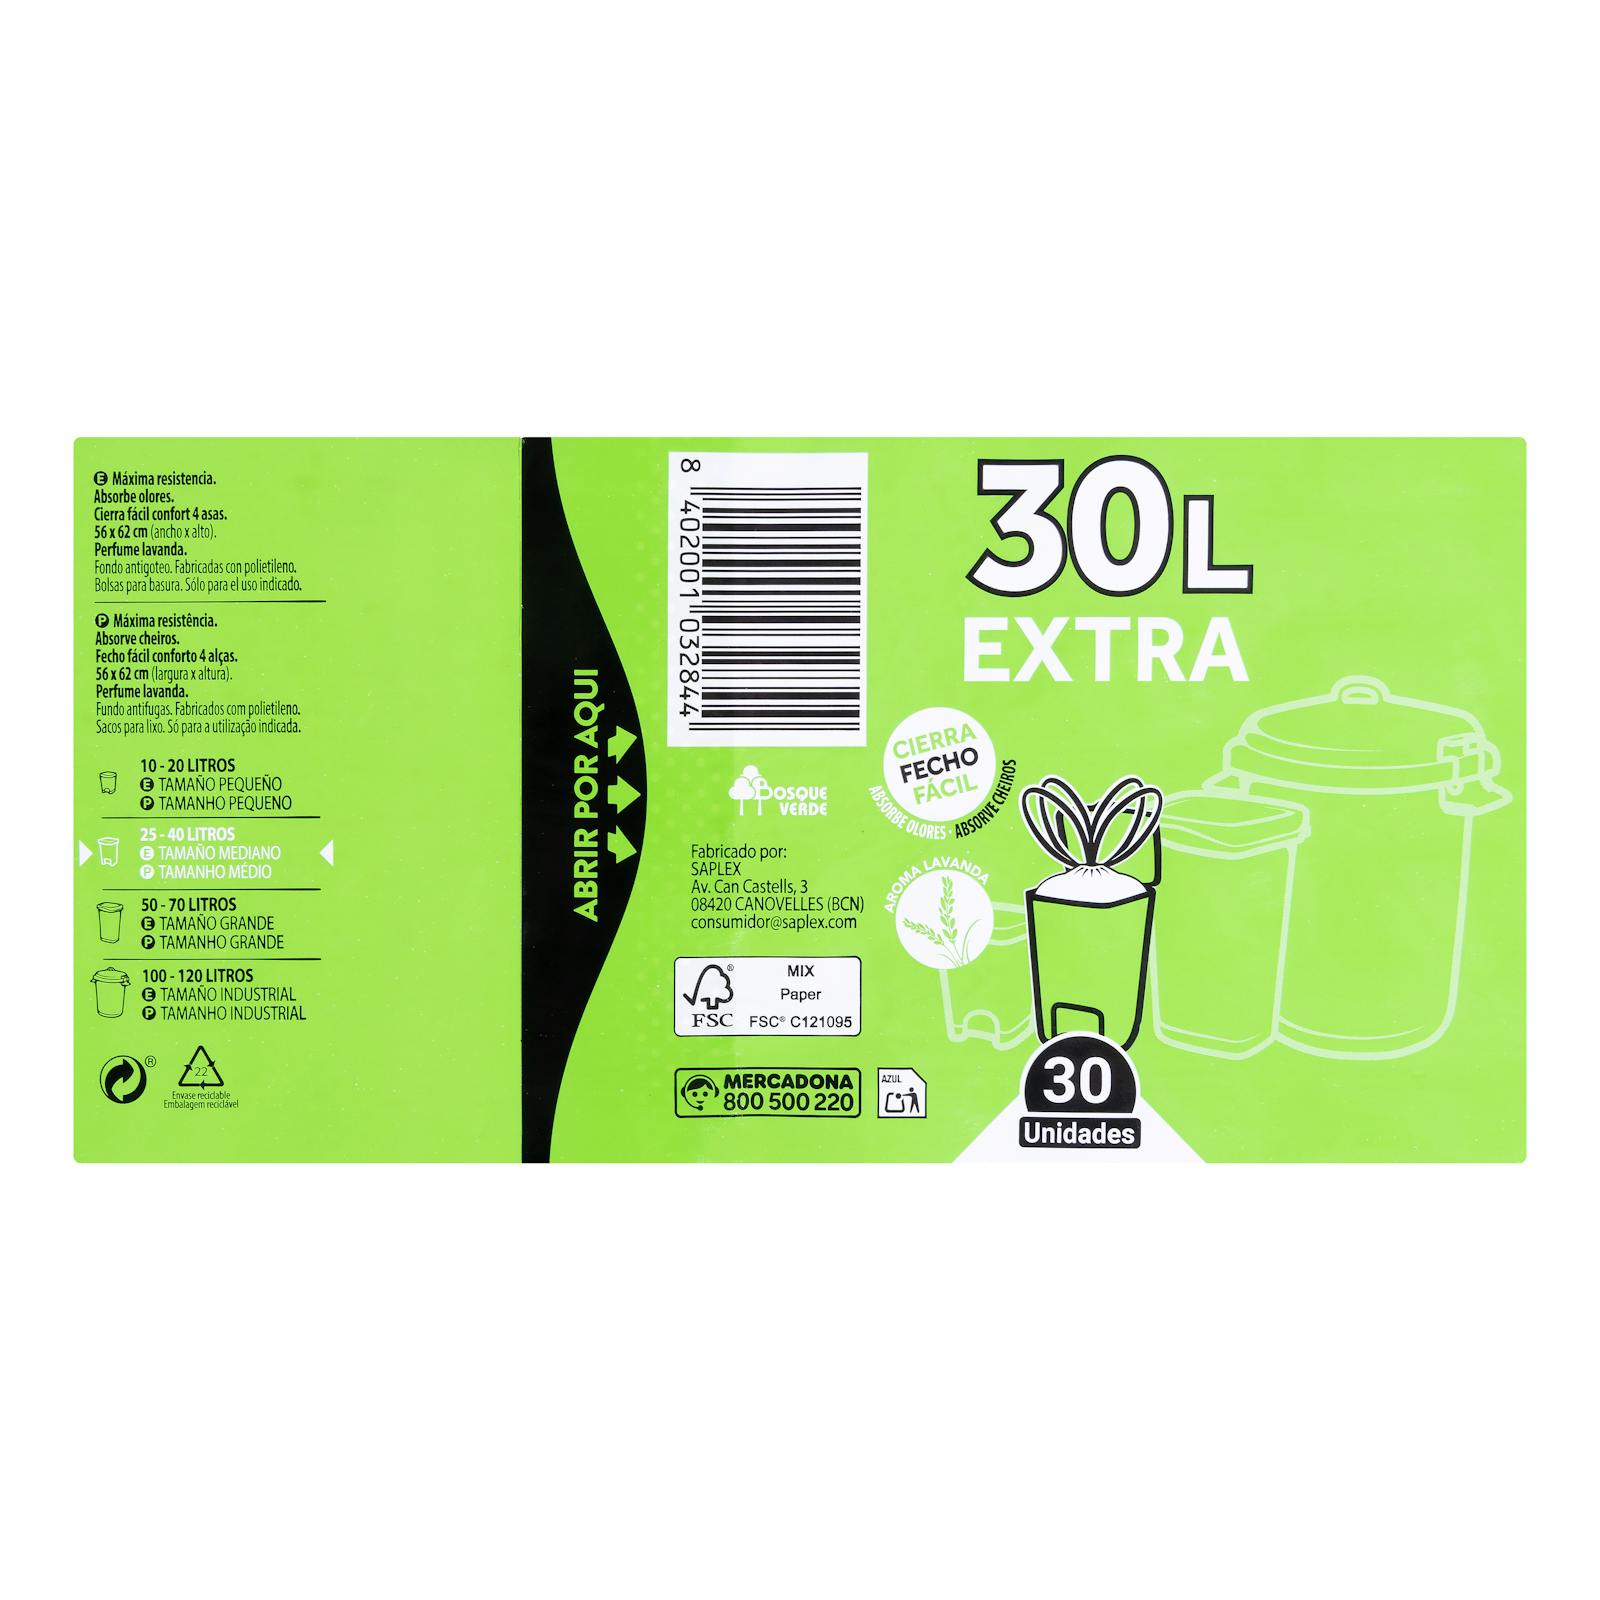 E Máxima resistencia.
Absorbe olores.
Cierra fácil confort 4 asas.
56 x 62 cm (ancho x alto).
Perfume lavanda.
Fondo antigoteo. Fabricadas con polietileno.
Bolsas para basura. Sólo para el uso indicado.
P Máxima resistência.
Absorve cheiros.
Fecho fácil conforto 4 alças.
56 x 62 cm (largura x altura).
Perfume lavanda.
Fundo antifugas. Fabricados com polietileno.
Sacos para lixo. Só para a utilização indicada.
10 - 20 LITROS
E TAMAÑO PEQUEÑO
P TAMANHO PEQUENO
25 - 40 LITROS
E TAMAÑO MEDIANO
P TAMANHO MÉDIO
50 - 70 LITROS
E TAMAÑO GRANDE
P TAMANHO GRANDE
100 - 120 LITROS
E TAMAÑO INDUSTRIAL
P TAMANHO INDUSTRIAL
®
22
Envase reciclable
Embalagem reciclável
ABRIR POR AQUI
8 402001 032844
BOSQUE
VERDE
Fabricado por:
SAPLEX
Av. Can Castells, 3
08420 CANOVELLES (BCN)
consumidor@saplex.com
®
FSC
MIX
Paper
FSC® C121095
MERCADONA
800 500 220
AZUL
30L
EXTRA
CIERRA
FECHO
FÁCIL
ABSORBE OLORES · ABSORVE CHEIROS
AROMA LAVANDA
30
Unidades